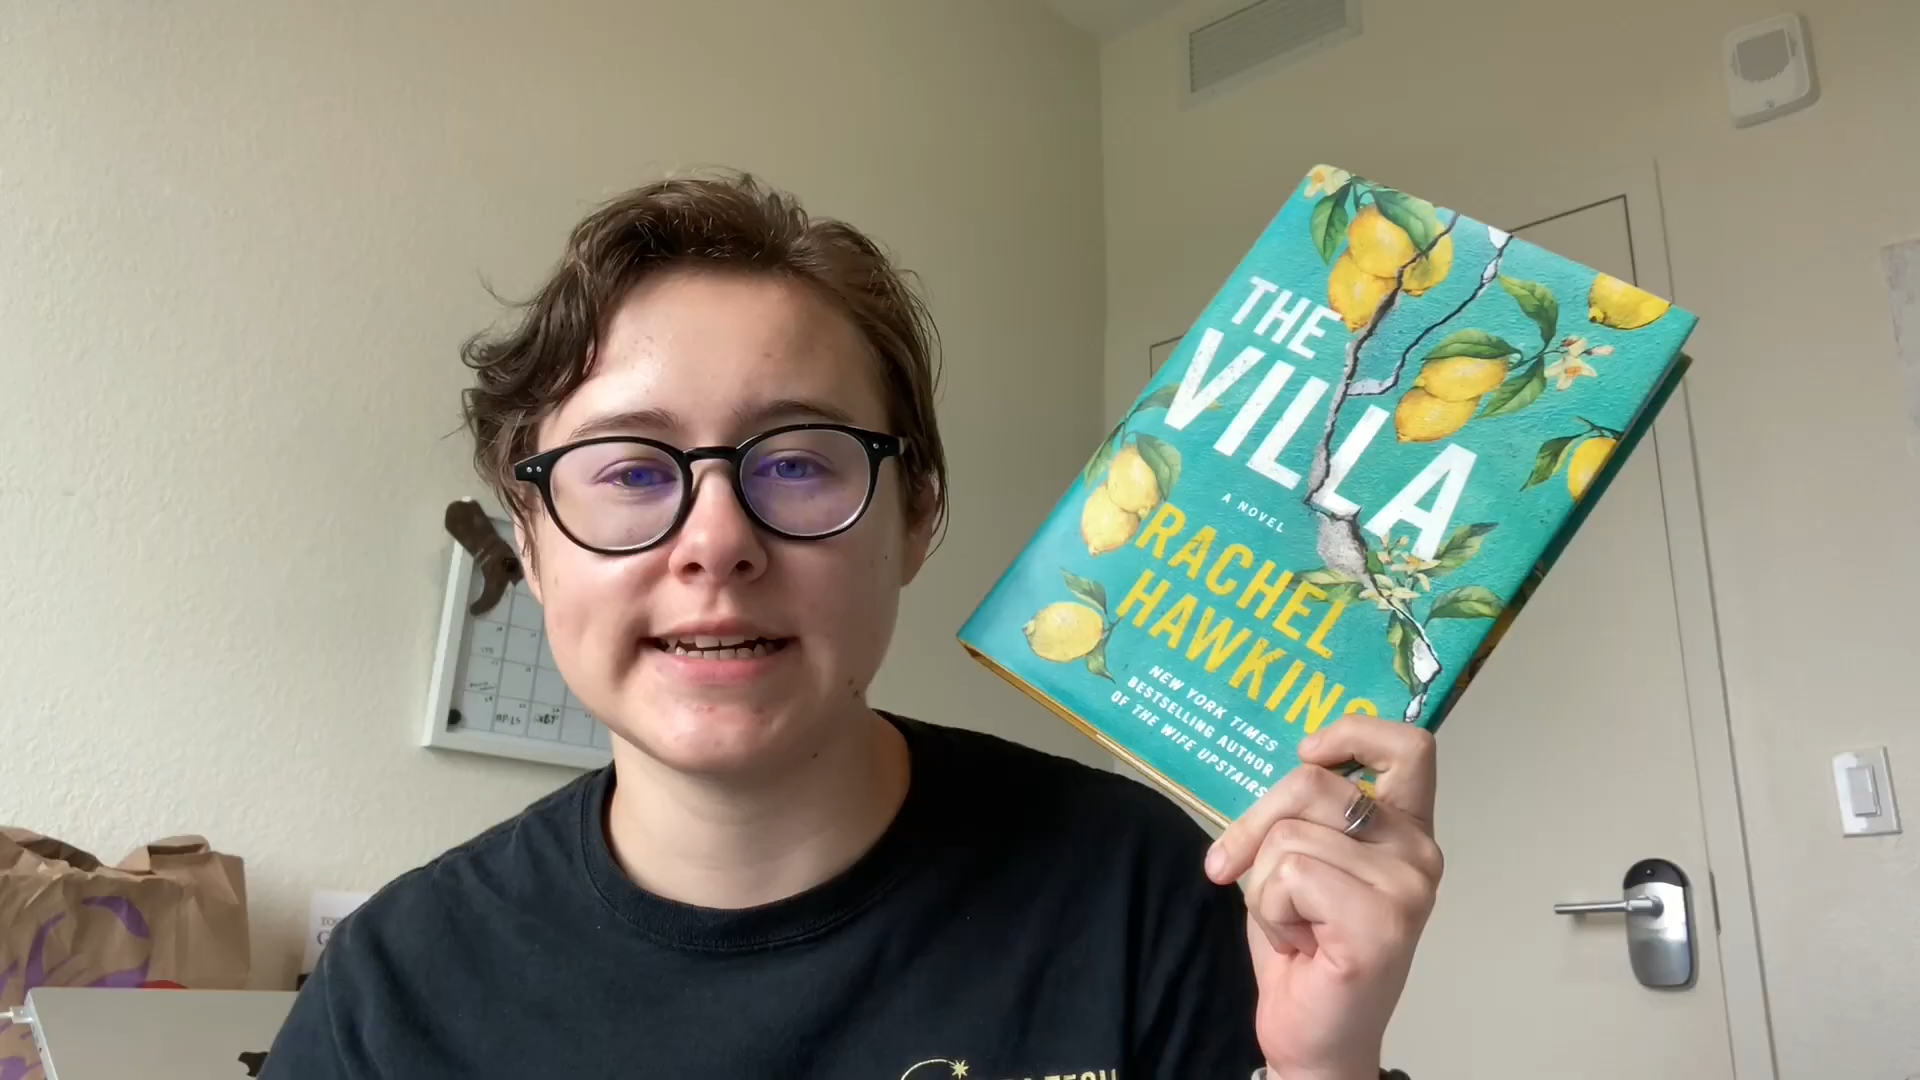 THE
VILLA
A NOVEL
RACHEL
HAWKINS
NEW YORK TIMES
BESTSELLING AUTHOR
OF THE WIFE UPSTAIRS